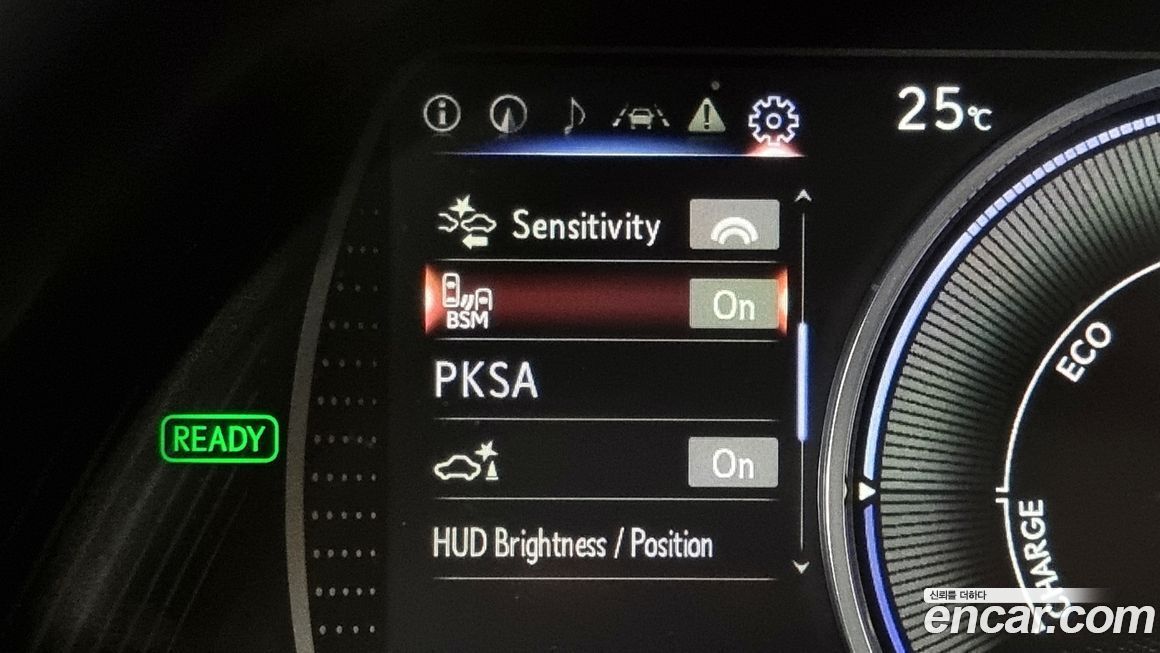 25℃
Sensitivity
BSM
On
PKSA
READY
On
HUD Brightness / Position
ECO
CHARGE
신뢰를 더하다
encar.com